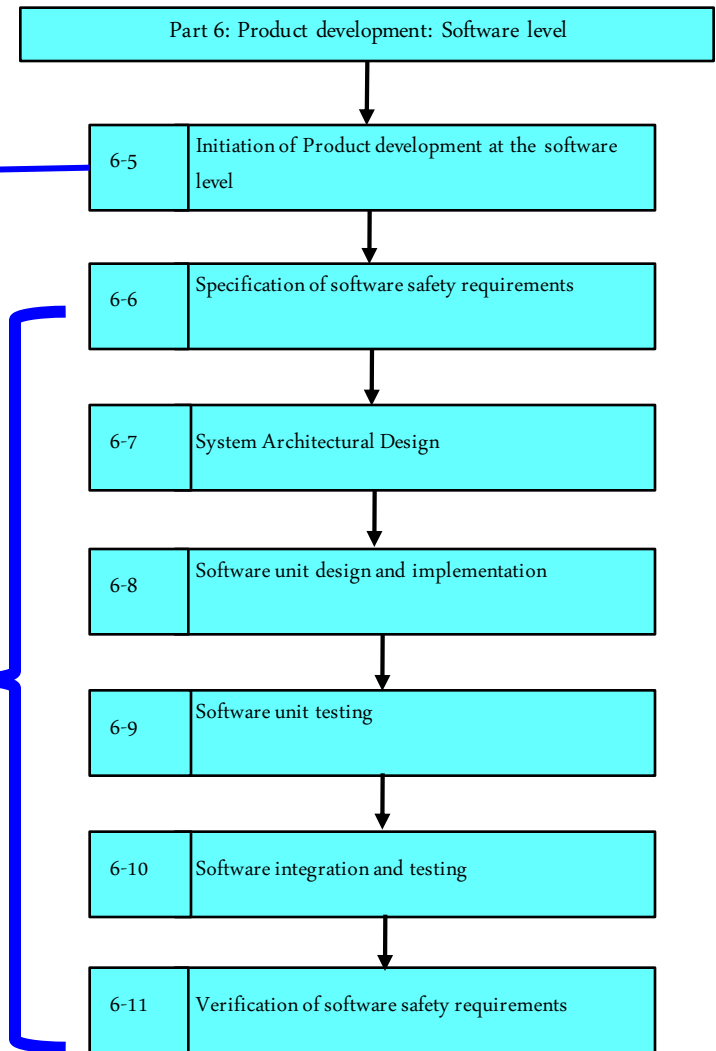 Part 6: Product development: Software level
6-5
Initiation of Product development at the software
level
6-6
Specification of software safety requirements
6-7
System Architectural Design
6-8
Software unit design and implementation
6-9
Software unit testing
6-10
Software integration and testing
6-11
Verification of software safety requirements